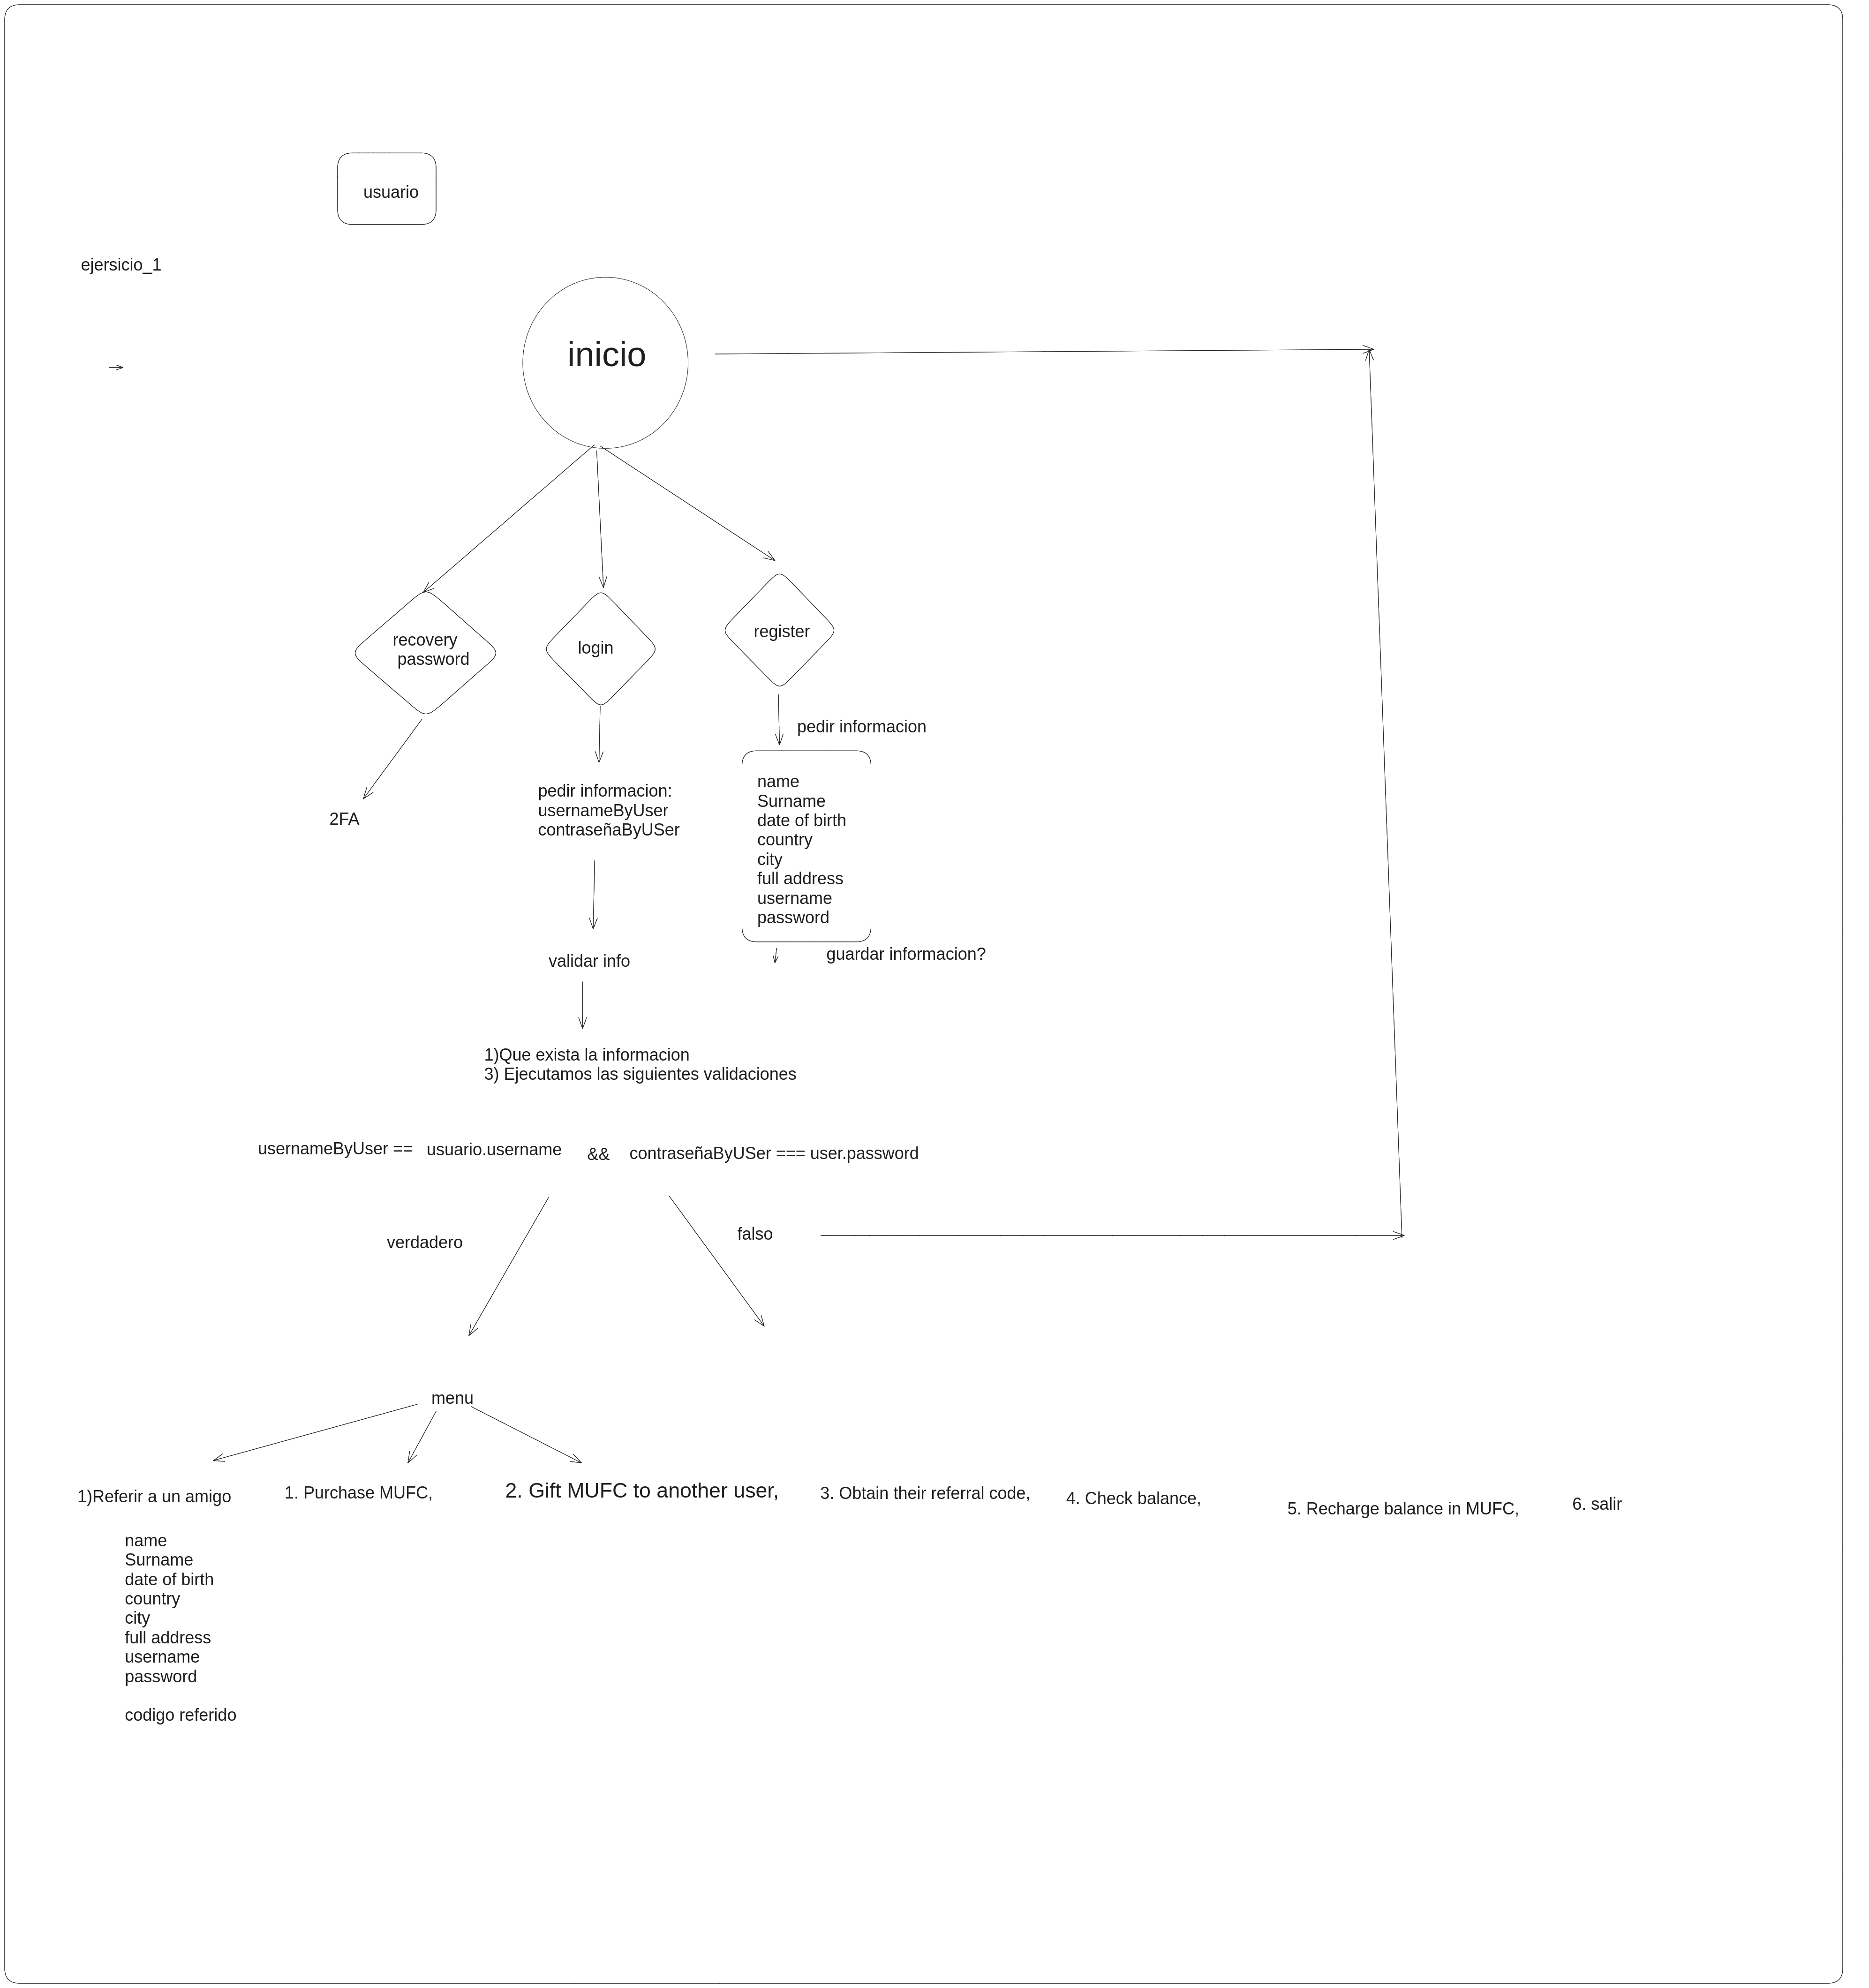 usuario
ejersicio_1
inicio
recovery
password
login
register
pedir informacion
name
Surname
date of birth
country
city
full address
username
password
pedir informacion:
usernameByUser
contraseñaByUSer
2FA
guardar informacion?
validar info
1)Que exista la informacion
3) Ejecutamos las siguientes validaciones
usernameByUser == usuario.username && contraseñaByUSer === user.password
verdadero
falso
menu
1)Referir a un amigo
1. Purchase MUFC,
2. Gift MUFC to another user,
3. Obtain their referral code,
4. Check balance,
5. Recharge balance in MUFC,
6. salir
name
Surname
date of birth
country
city
full address
username
password
codigo referido